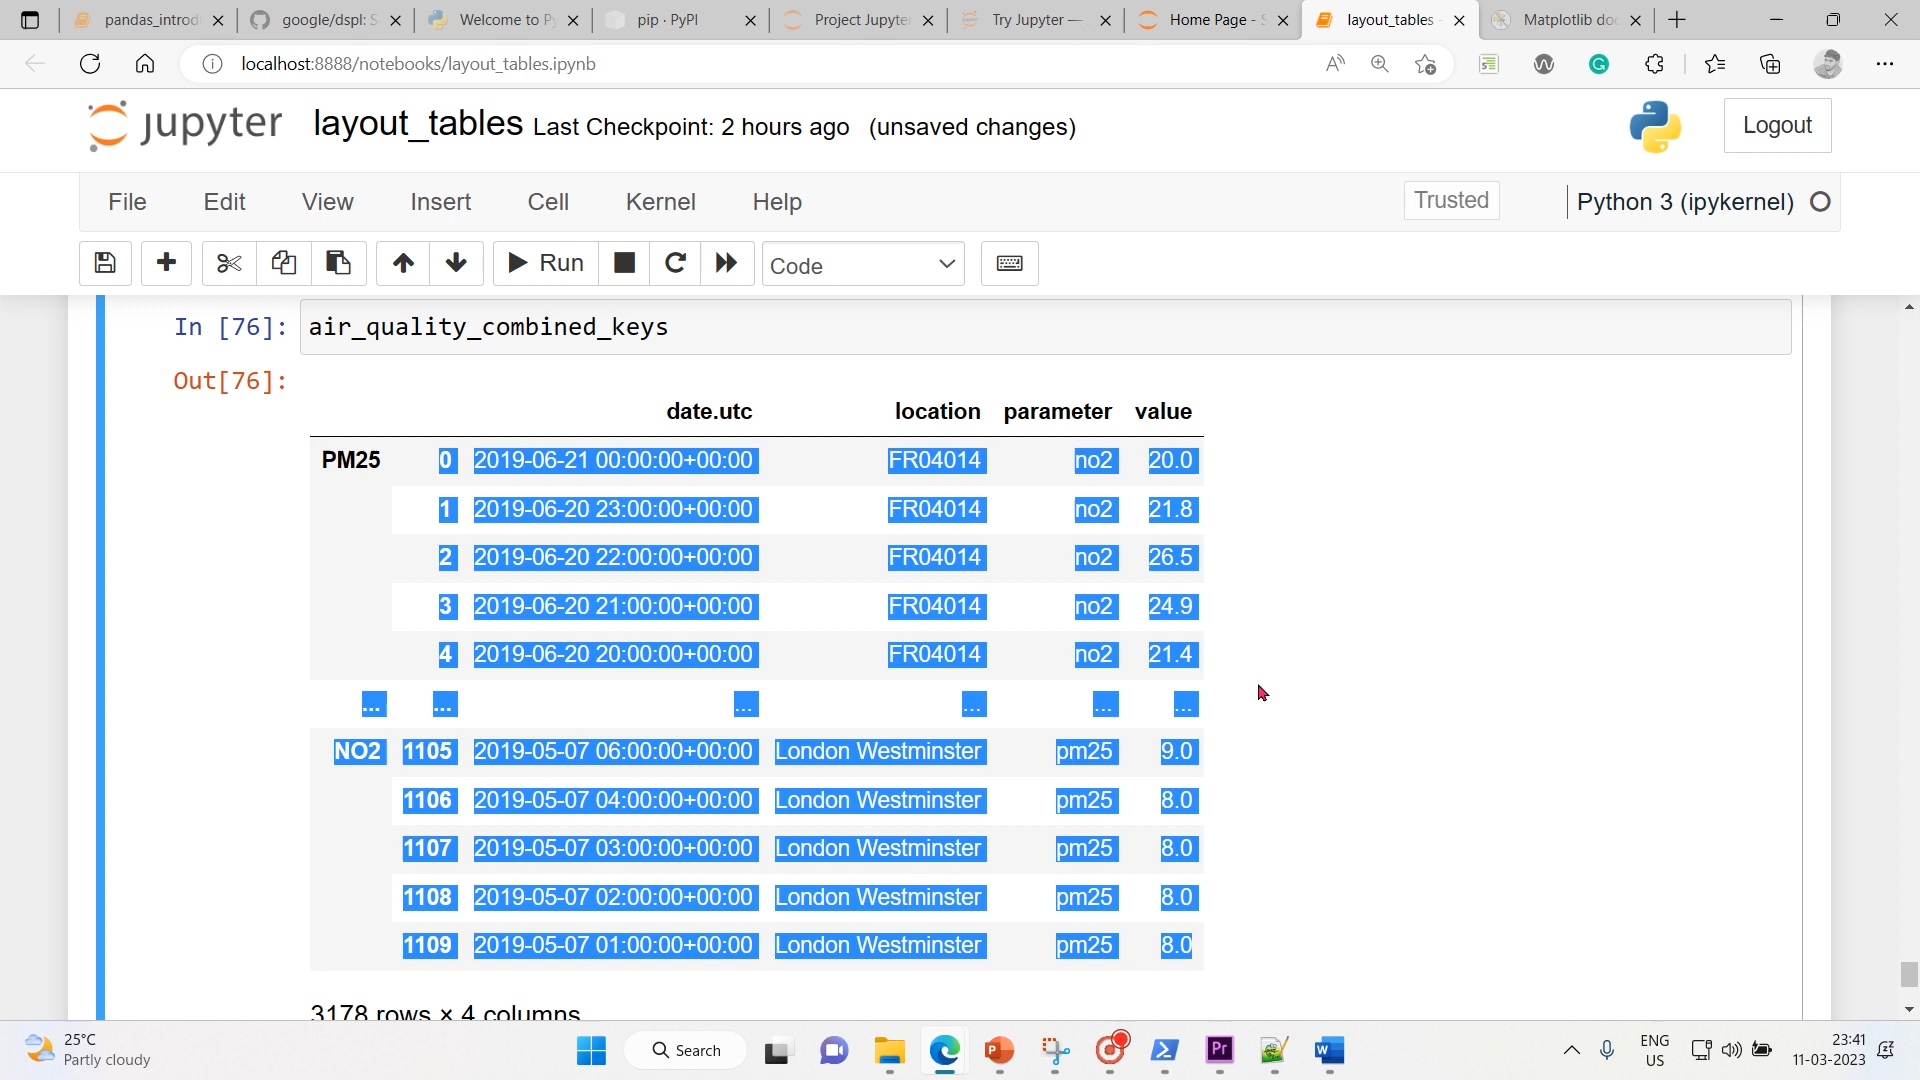 pandas_introd
google/dspl: S
Welcome to Py
pip · PyPI
Project Jupyte
Try Jupyter —
Home Page - S
layout_tables -
Matplotlib doc
localhost:8888/notebooks/layout_tables.ipynb
jupyter layout_tables Last Checkpoint: 2 hours ago (unsaved changes)
Logout
File Edit View Insert Cell Kernel Help
Trusted
Python 3 (ipykernel)
Run
Code
In [76]: air_quality_combined_keys
Out[76]:
date.utc location parameter value
PM25 0 2019-06-21 00:00:00+00:00 FR04014 no2 20.0
1 2019-06-20 23:00:00+00:00 FR04014 no2 21.8
2 2019-06-20 22:00:00+00:00 FR04014 no2 26.5
3 2019-06-20 21:00:00+00:00 FR04014 no2 24.9
4 2019-06-20 20:00:00+00:00 FR04014 no2 21.4
... ... ... ... ... ...
NO2 1105 2019-05-07 06:00:00+00:00 London Westminster pm25 9.0
1106 2019-05-07 04:00:00+00:00 London Westminster pm25 8.0
1107 2019-05-07 03:00:00+00:00 London Westminster pm25 8.0
1108 2019-05-07 02:00:00+00:00 London Westminster pm25 8.0
1109 2019-05-07 01:00:00+00:00 London Westminster pm25 8.0
3178 rows × 4 columns
25°C
Partly cloudy
Search
Pr
ENG
US
23:41
11-03-2023